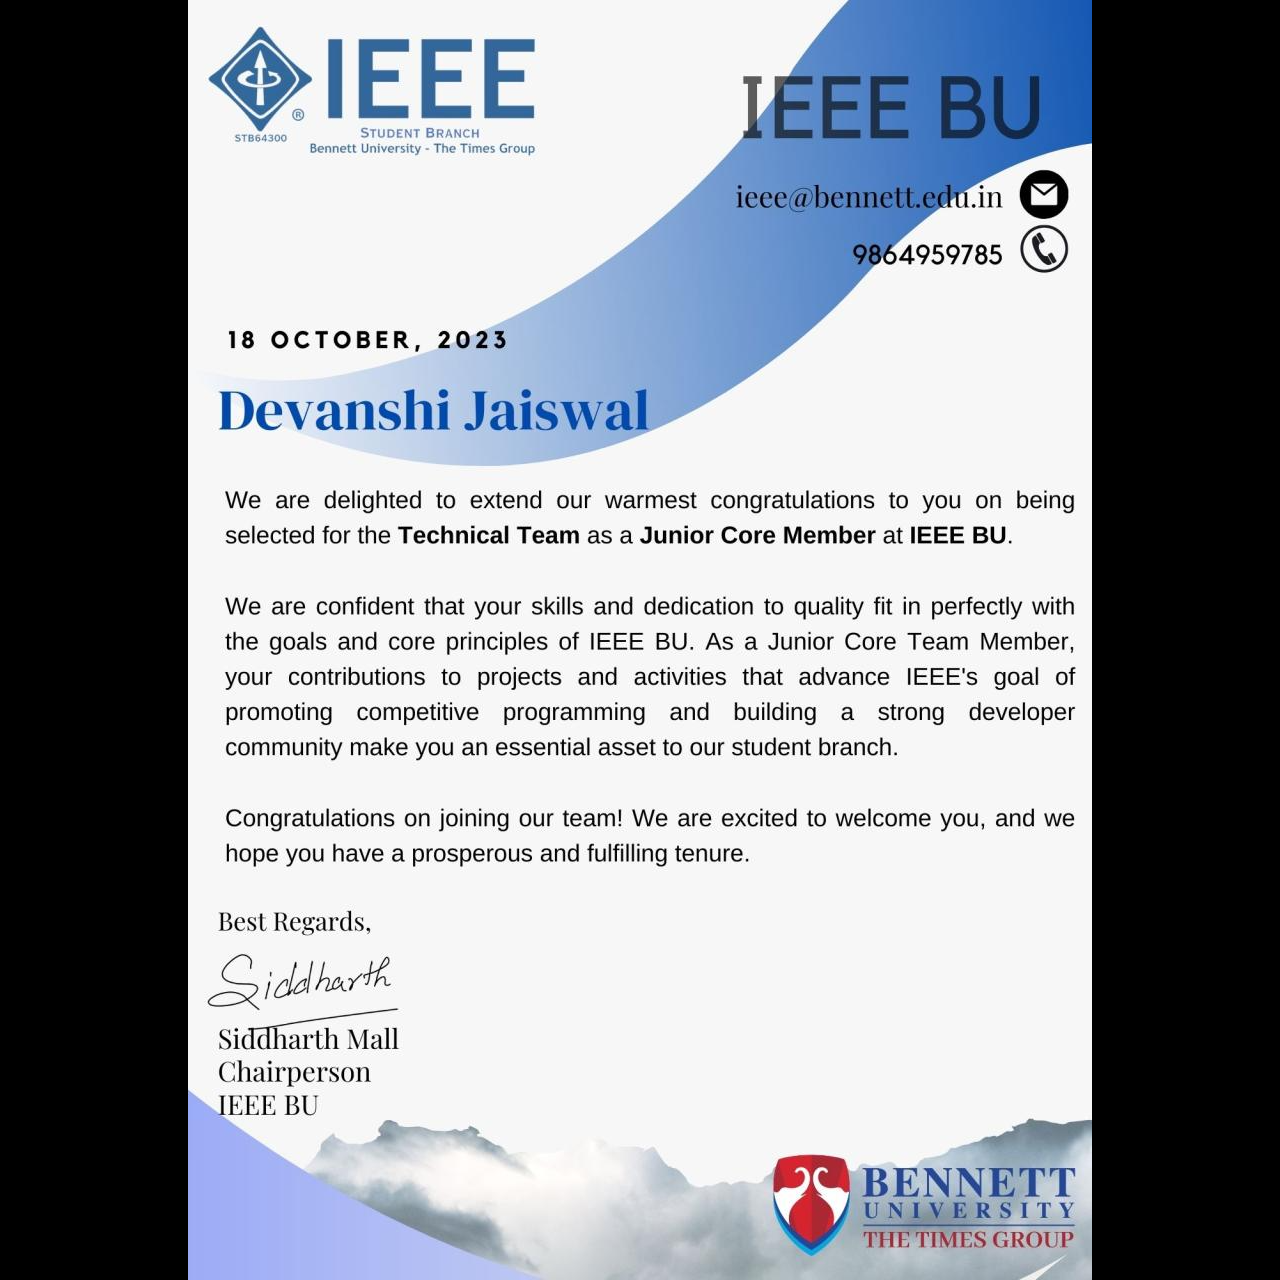 IEEE
®
STB64300
STUDENT BRANCH
Bennett University - The Times Group
IEEE BU
ieee@bennett.edu.in
9864959785
18 OCTOBER, 2023
Devanshi Jaiswal
We are delighted to extend our warmest congratulations to you on being
selected for the Technical Team as a Junior Core Member at IEEE BU.
We are confident that your skills and dedication to quality fit in perfectly with
the goals and core principles of IEEE BU. As a Junior Core Team Member,
your contributions to projects and activities that advance IEEE's goal of
promoting competitive programming and building a strong developer
community make you an essential asset to our student branch.
Congratulations on joining our team! We are excited to welcome you, and we
hope you have a prosperous and fulfilling tenure.
Best Regards,
Siddharth
Siddharth Mall
Chairperson
IEEE BU
BENNETT
UNIVERSITY
THE TIMES GROUP